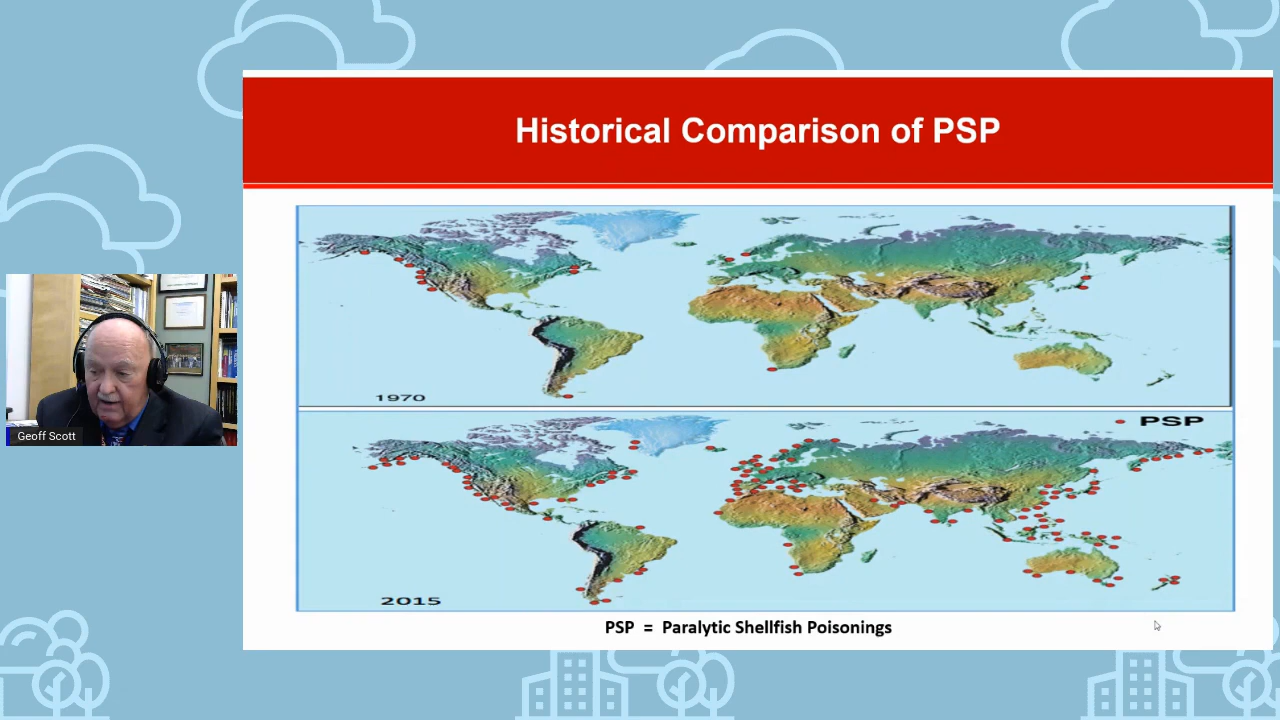 Historical Comparison of PSP
1970
PSP
2015
PSP = Paralytic Shellfish Poisonings
Geoff Scott